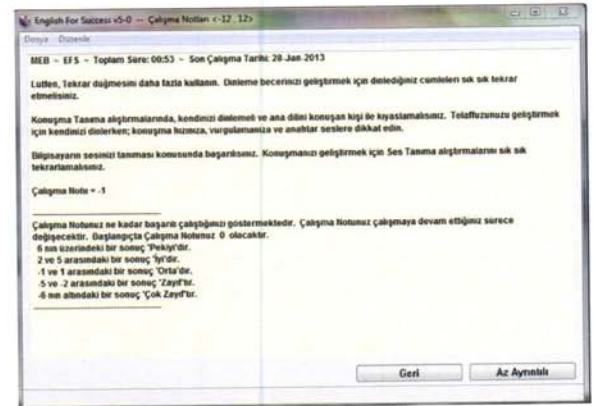 English For Success v5-0 -- Çalışma Notları <-12 , 12>
Dosya Düzenle
MEB ~ EFS ~ Toplam Süre: 00:53 ~ Son Çalışma Tarihi: 28-Jan-2013
Lutfen, Tekrar duğmesini daha fazla kullanın. Dinleme becerinizi geliştirmek için dinlediğiniz cümleleri sık sık tekrar
etmelisiniz.
Konuşma Tanıma alıştırmalarında, kendinizi dinlemeli ve ana dilini konuşan kişi ile kıyaslamalısınız. Telaffuzunuzu geliştirmek
için kendinizi dinlerken; konuşma hızınıza, vurgulamanıza ve anahtar seslere dikkat edin.
Bilgisayarın sesinizi tanıması konusunda başarılısınız. Konuşmanızı geliştirmek için Ses Tanıma alıştırmalarını sık sık
tekrarlamalısınız.
Çalışma Notu = -1
Çalışma Notunuz ne kadar başarılı çalıştığınızı göstermektedir. Çalışma Notunuz çalışmaya devam ettiğiniz sürece
değişecektir. Başlangıçta Çalışma Notunuz 0 olacaktır.
6 nın üzerindeki bir sonuç 'Pekiyi'dir.
2 ve 5 arasındaki bir sonuç 'İyi'dir.
-1 ve 1 arasındaki bir sonuç 'Orta'dır.
-5 ve -2 arasındaki bir sonuç 'Zayıf'tır.
-6 nın altındaki bir sonuç 'Çok Zayıf'tır.
Geri Az Ayrıntılı